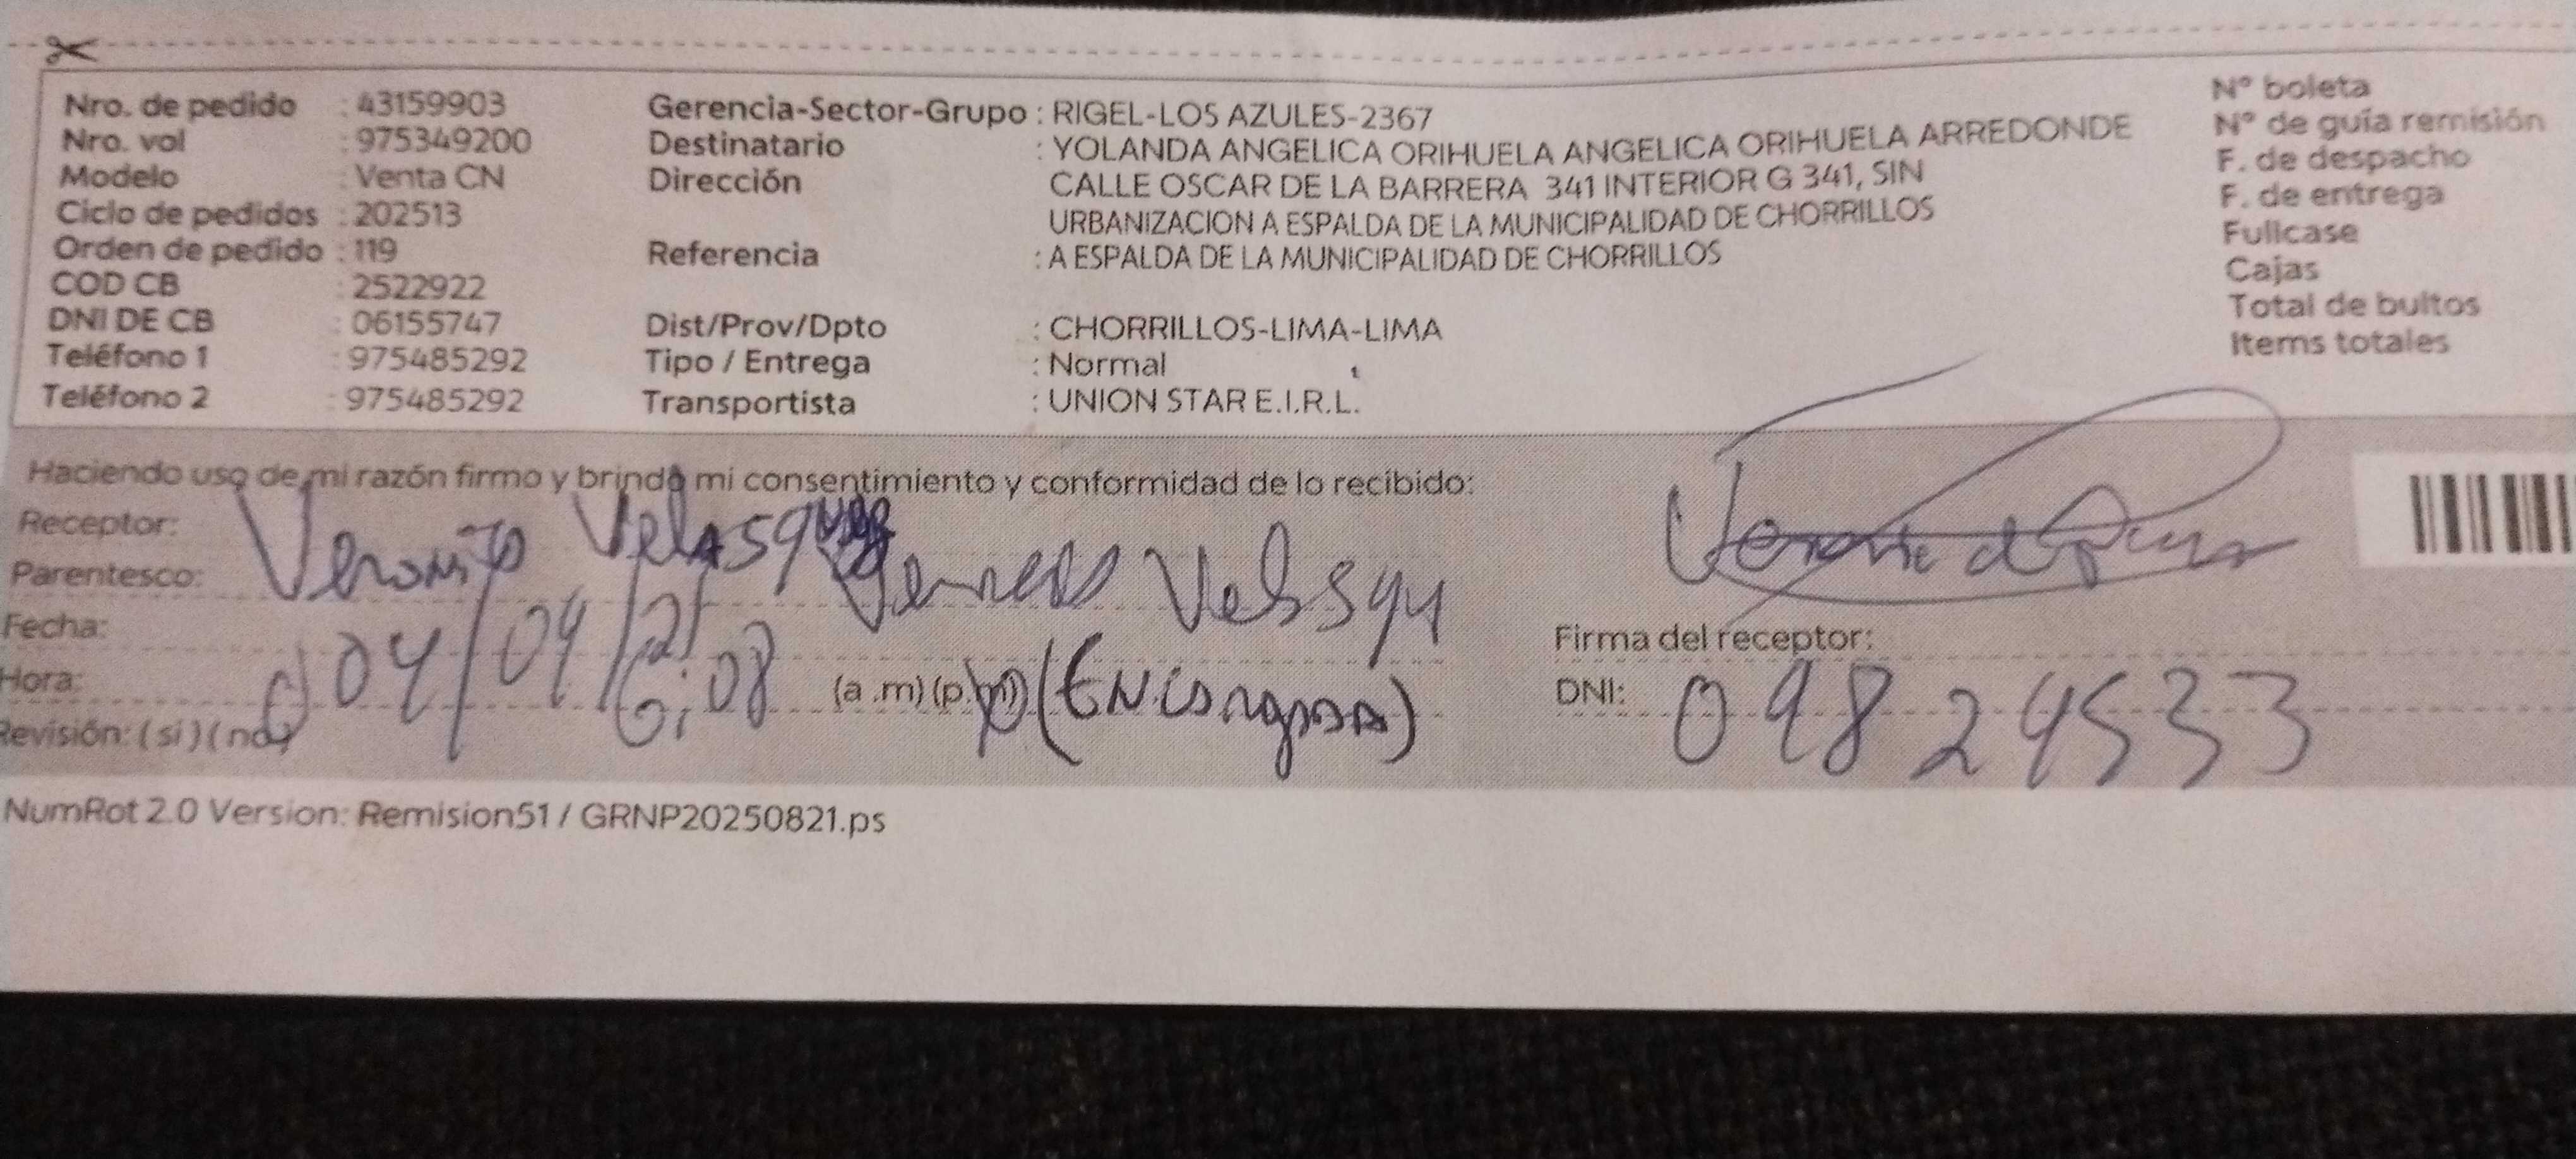 Nro. de pedido : 43159903
Nro. vol : 975349200
Modelo : Venta CN
Ciclo de pedidos : 202513
Orden de pedido : 119
COD CB : 2522922
DNI DE CB : 06155747
Teléfono 1 : 975485292
Teléfono 2 : 975485292
Gerencia-Sector-Grupo : RIGEL-LOS AZULES-2367
Destinatario : YOLANDA ANGELICA ORIHUELA ANGELICA ORIHUELA ARREDONDE
Dirección CALLE OSCAR DE LA BARRERA 341 INTERIOR G 341, SIN
URBANIZACION A ESPALDA DE LA MUNICIPALIDAD DE CHORRILLOS
Referencia : A ESPALDA DE LA MUNICIPALIDAD DE CHORRILLOS
Dist/Prov/Dpto : CHORRILLOS-LIMA-LIMA
Tipo / Entrega : Normal
Transportista : UNION STAR E.I.R.L.
Nº boleta
Nº de guía remisión
F. de despacho
F. de entrega
Fullcase
Cajas
Total de bultos
Items totales
Haciendo uso de mi razón firmo y brindo mi consentimiento y conformidad de lo recibido:
Receptor: Velasquez
Parentesco: Velasqu
Fecha: 04/09/21
Hora: 6:08 (a .m) (p.m) (ENCARGADA)
Revisión: ( si ) ( no )
Firma del receptor:
DNI: 09824533
NumRot 2.0 Version: Remision51 / GRNP20250821.ps